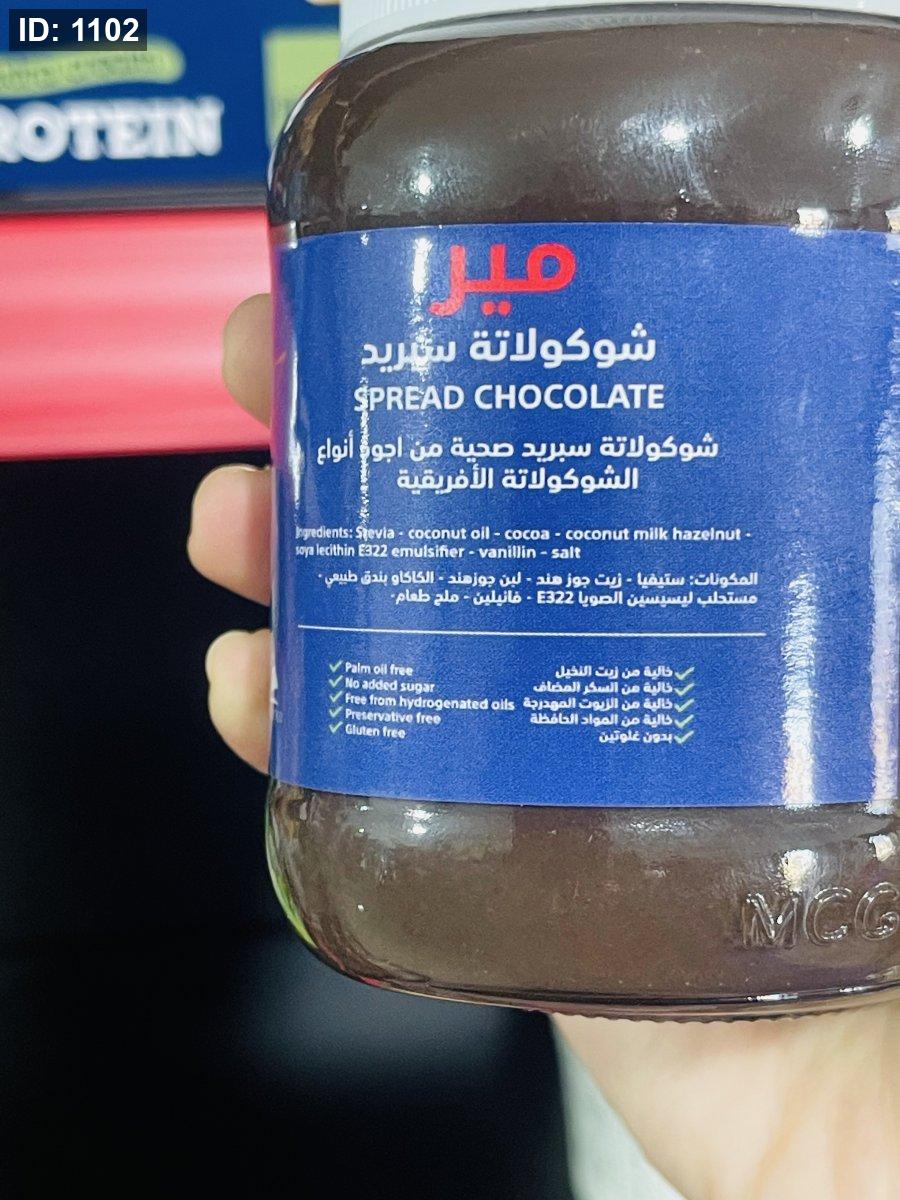 ID: 1102
ROTEIN
مير
شوكولاتة سبريد
SPREAD CHOCOLATE
شوكولاتة سبريد صحية من اجود أنواع
الشوكولاتة الأفريقية
Ingredients: Stevia - coconut oil - cocoa - coconut milk hazelnut -
soya lecithin E322 emulsifier - vanillin - salt
المكونات: ستيفيا - زيت جوز هند - لبن جوزهند - الكاكاو بندق طبيعي -
مستحلب ليسيسين الصويا E322 - فانيلين - ملح طعام-
Palm oil free
No added sugar
Free from hydrogenated oils
Preservative free
Gluten free
خالية من زيت النخيل
خالية من السكر المضاف
خالية من الزيوت المهدرجة
خالية من المواد الحافظة
بدون غلوتين
MCG